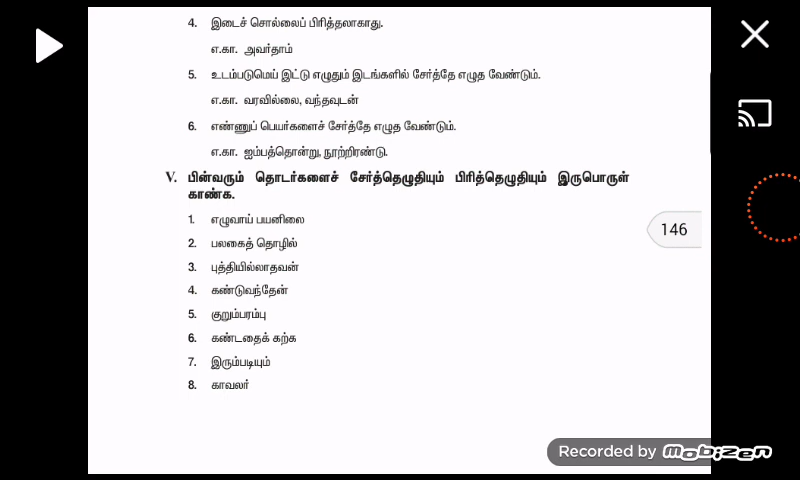 4. இடைச் சொல்லைப் பிரித்தலாகாது.
எ.கா. அவர்தாம்
5. உடம்படுமெய் இட்டு எழுதும் இடங்களில் சேர்த்தே எழுத வேண்டும்.
எ.கா. வரவில்லை, வந்தவுடன்
6. எண்ணுப் பெயர்களைச் சேர்த்தே எழுத வேண்டும்.
எ.கா. ஐம்பத்தொன்று, நூற்றிரண்டு.
V. பின்வரும் தொடர்களைச் சேர்த்தெழுதியும் பிரித்தெழுதியும் இருபொருள்
காண்க.
1. எழுவாய் பயனிலை
2. பலகைத் தொழில்
3. புத்தியில்லாதவன்
4. கண்டுவந்தேன்
5. குறும்பரம்பு
6. கண்டதைக் கற்க
7. இரும்படியும்
8. காவலர்
146
Recorded by MOBIZEN